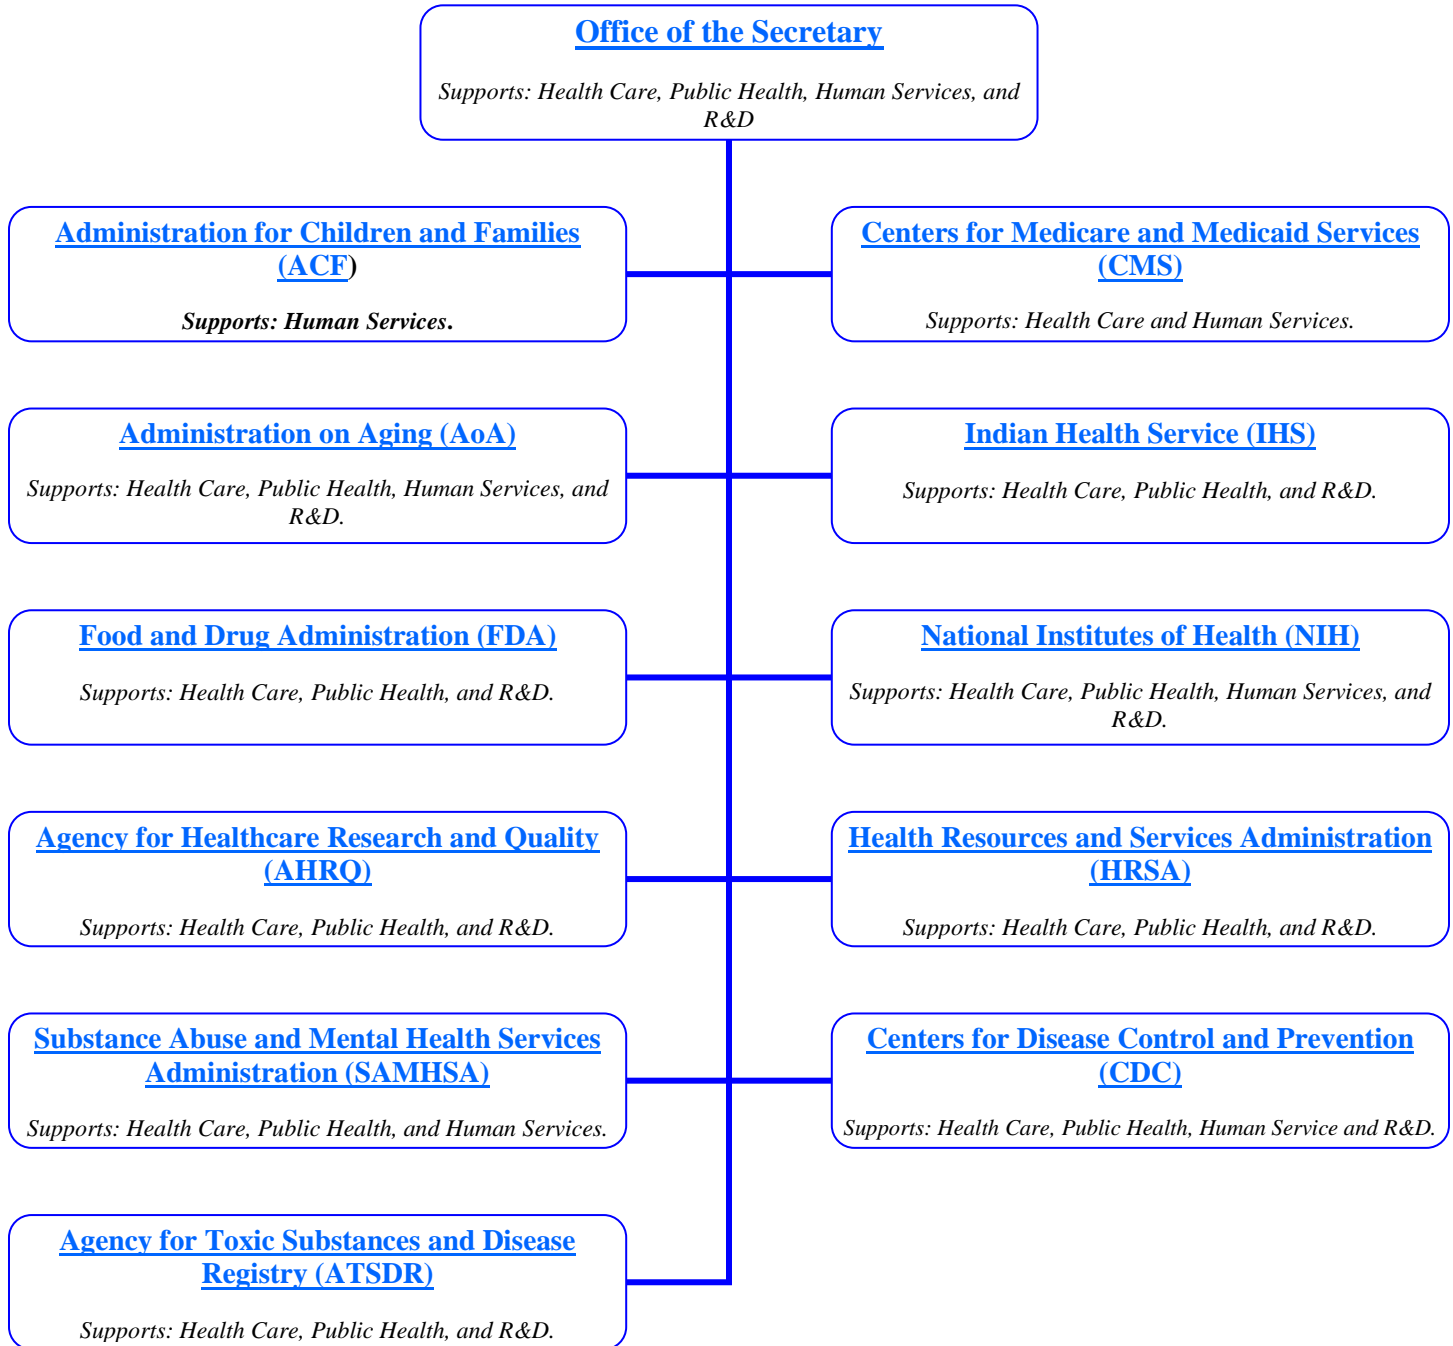 Office of the Secretary
Supports: Health Care, Public Health, Human Services, and
R&D
Administration for Children and Families
(ACF)
Supports: Human Services.
Centers for Medicare and Medicaid Services
(CMS)
Supports: Health Care and Human Services.
Administration on Aging (AoA)
Supports: Health Care, Public Health, Human Services, and
R&D.
Indian Health Service (IHS)
Supports: Health Care, Public Health, and R&D.
Food and Drug Administration (FDA)
Supports: Health Care, Public Health, and R&D.
National Institutes of Health (NIH)
Supports: Health Care, Public Health, Human Services, and
R&D.
Agency for Healthcare Research and Quality
(AHRQ)
Supports: Health Care, Public Health, and R&D.
Health Resources and Services Administration
(HRSA)
Supports: Health Care, Public Health, and R&D.
Substance Abuse and Mental Health Services
Administration (SAMHSA)
Supports: Health Care, Public Health, and Human Services.
Centers for Disease Control and Prevention
(CDC)
Supports: Health Care, Public Health, Human Service and R&D.
Agency for Toxic Substances and Disease
Registry (ATSDR)
Supports: Health Care, Public Health, and R&D.